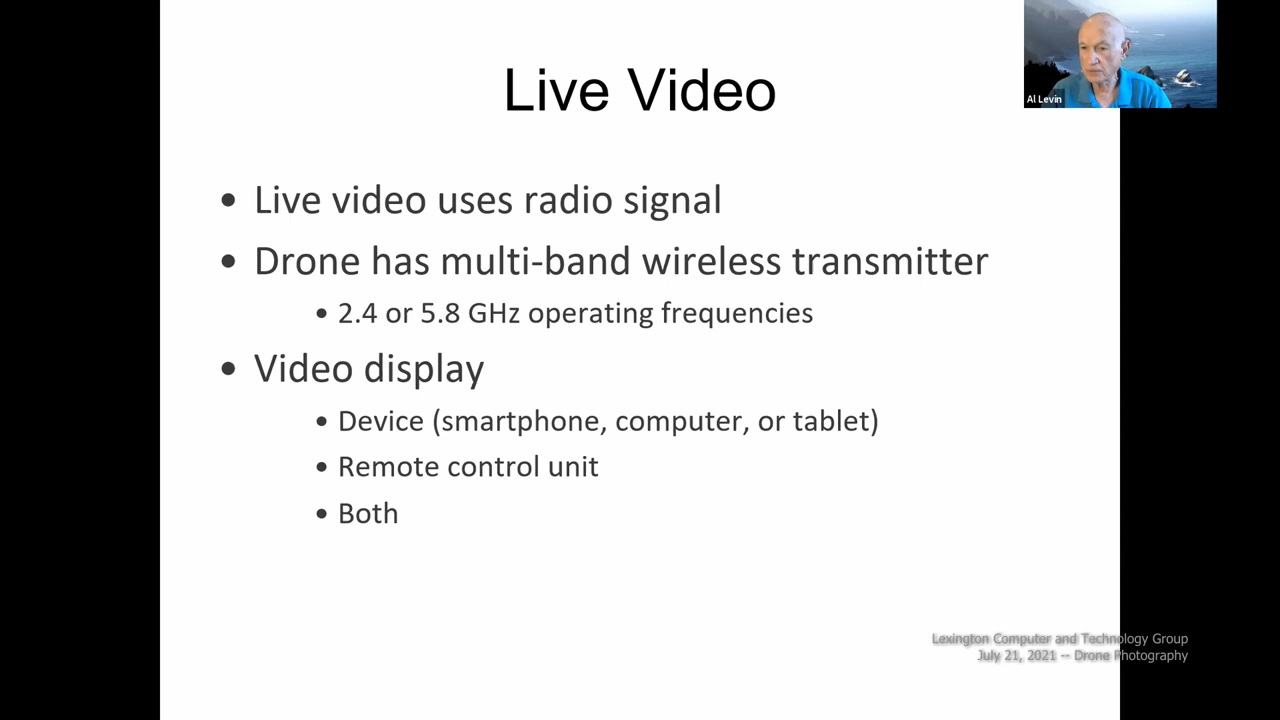 Live Video
Al Levin
• Live video uses radio signal
• Drone has multi-band wireless transmitter
• 2.4 or 5.8 GHz operating frequencies
• Video display
• Device (smartphone, computer, or tablet)
• Remote control unit
• Both
Lexington Computer and Technology Group
July 21, 2021 -- Drone Photography